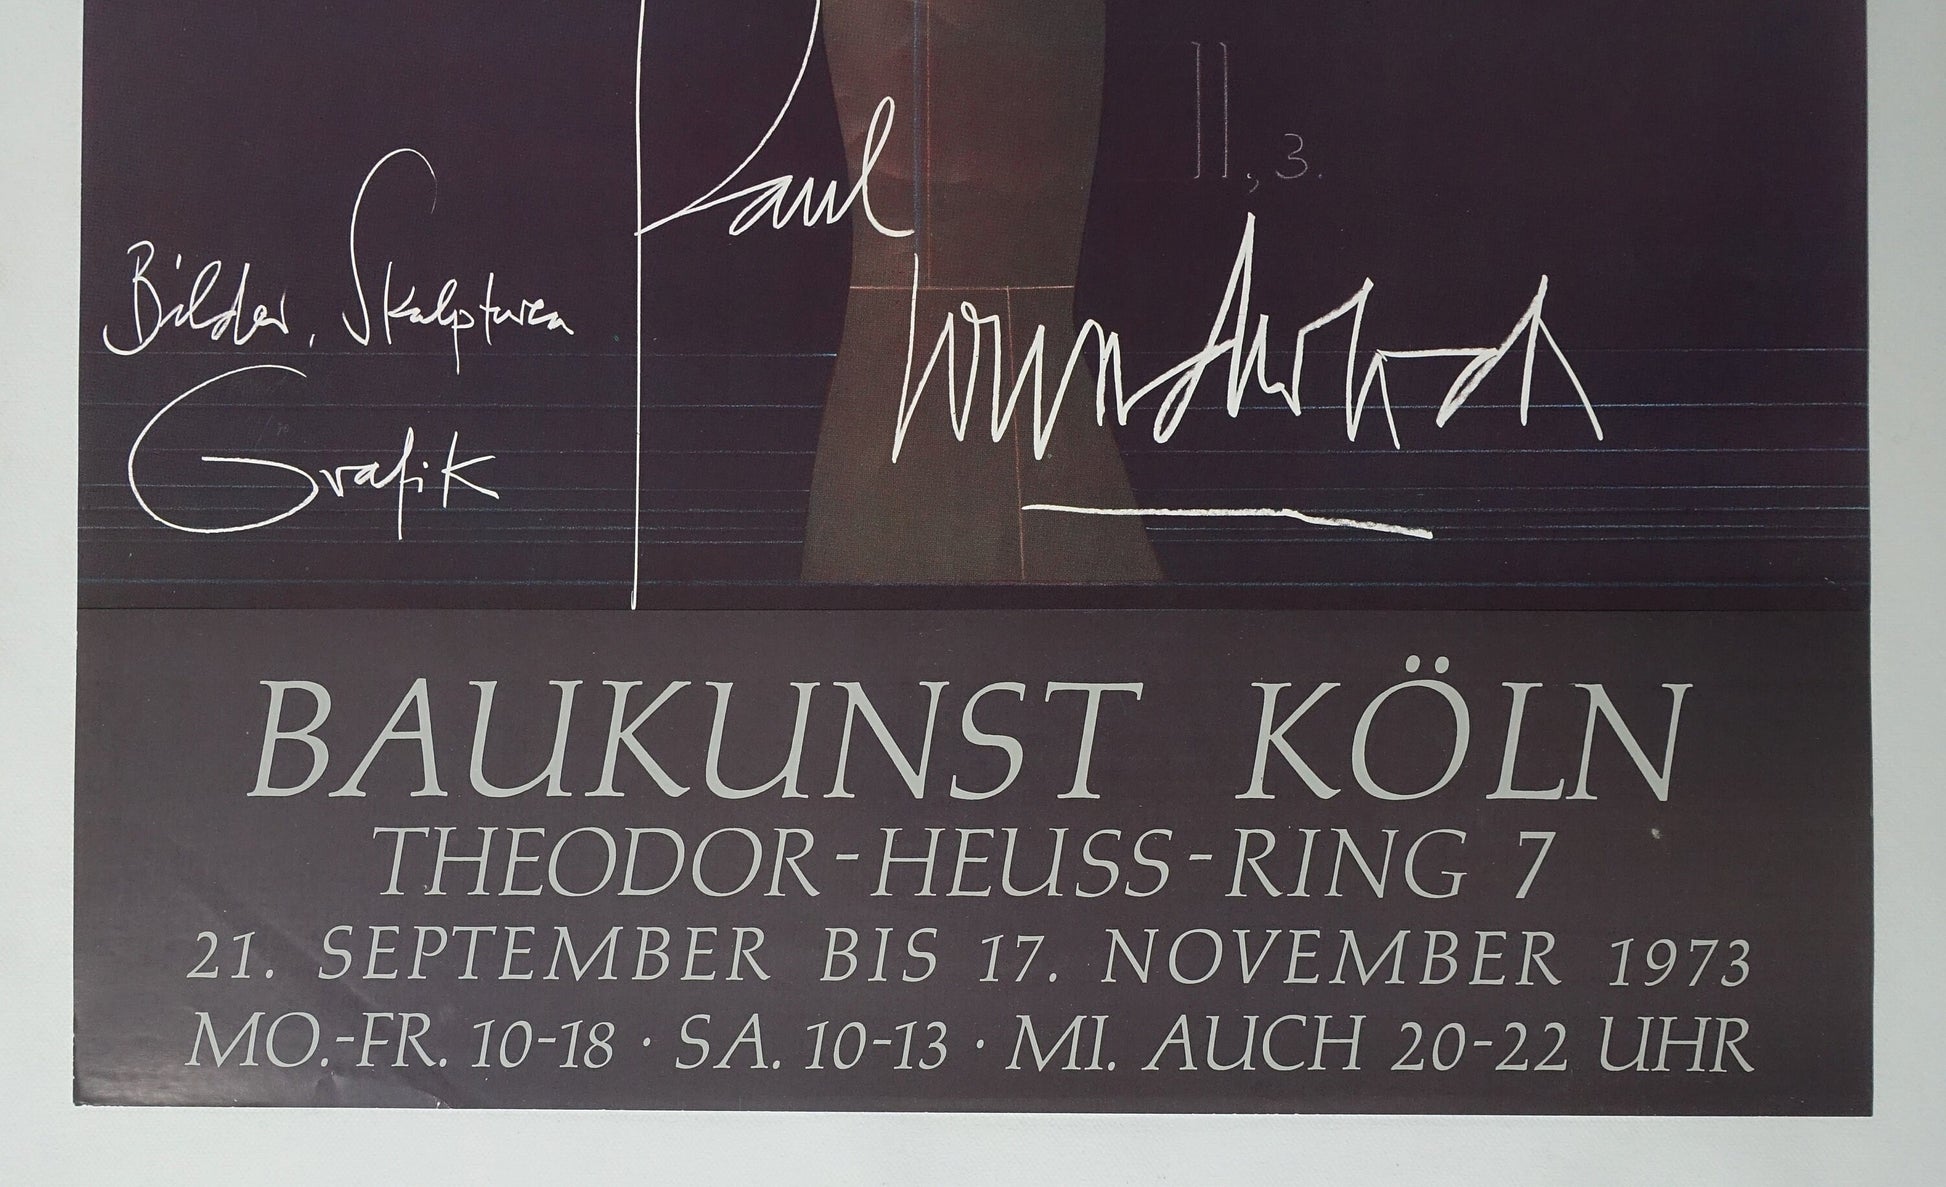 Paul
Wunderlich
II, 3.
Bilder, Skulpturen
Grafik
BAUKUNST KÖLN
THEODOR-HEUSS-RING 7
21. SEPTEMBER BIS 17. NOVEMBER 1973
MO.-FR. 10-18 · SA. 10-13 · MI. AUCH 20-22 UHR